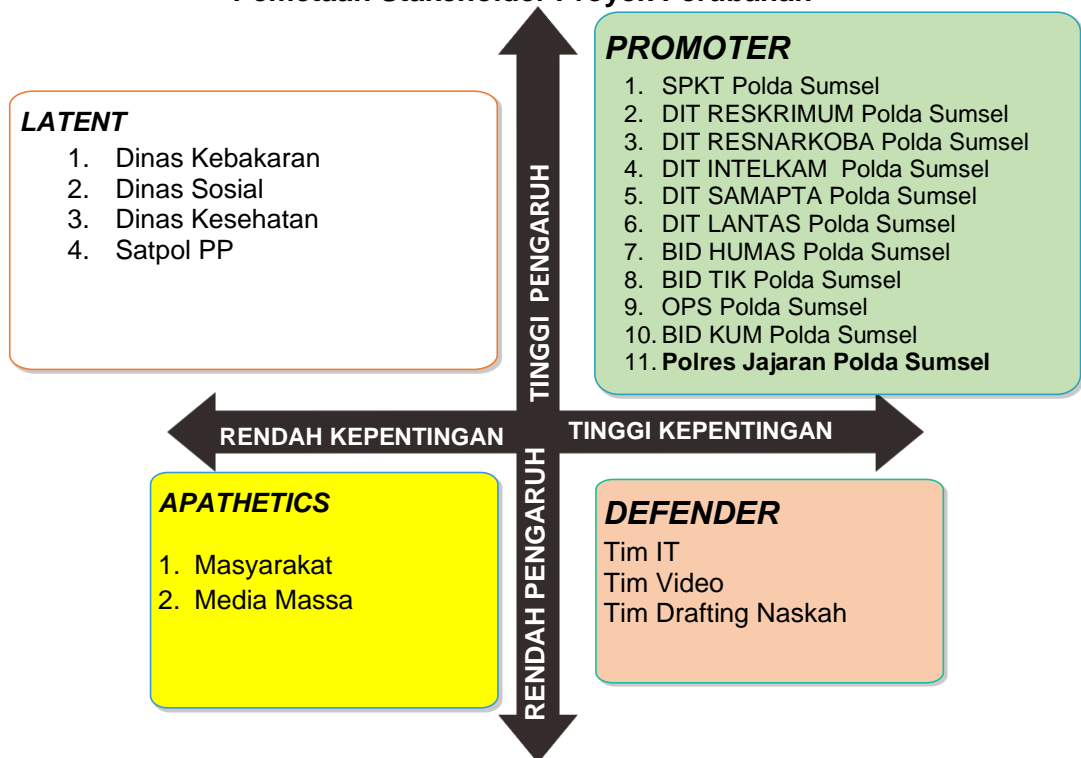 Pemetaan Stakeholder Proyek Perubahan
PROMOTER
1. SPKT Polda Sumsel
2. DIT RESKRIMUM Polda Sumsel
3. DIT RESNARKOBA Polda Sumsel
4. DIT INTELKAM Polda Sumsel
5. DIT SAMAPTA Polda Sumsel
6. DIT LANTAS Polda Sumsel
7. BID HUMAS Polda Sumsel
8. BID TIK Polda Sumsel
9. OPS Polda Sumsel
10. BID KUM Polda Sumsel
11. Polres Jajaran Polda Sumsel
LATENT
1. Dinas Kebakaran
2. Dinas Sosial
3. Dinas Kesehatan
4. Satpol PP
TINGGI PENGARUH
RENDAH KEPENTINGAN
TINGGI KEPENTINGAN
RENDAH PENGARUH
APATHETICS
1. Masyarakat
2. Media Massa
DEFENDER
Tim IT
Tim Video
Tim Drafting Naskah